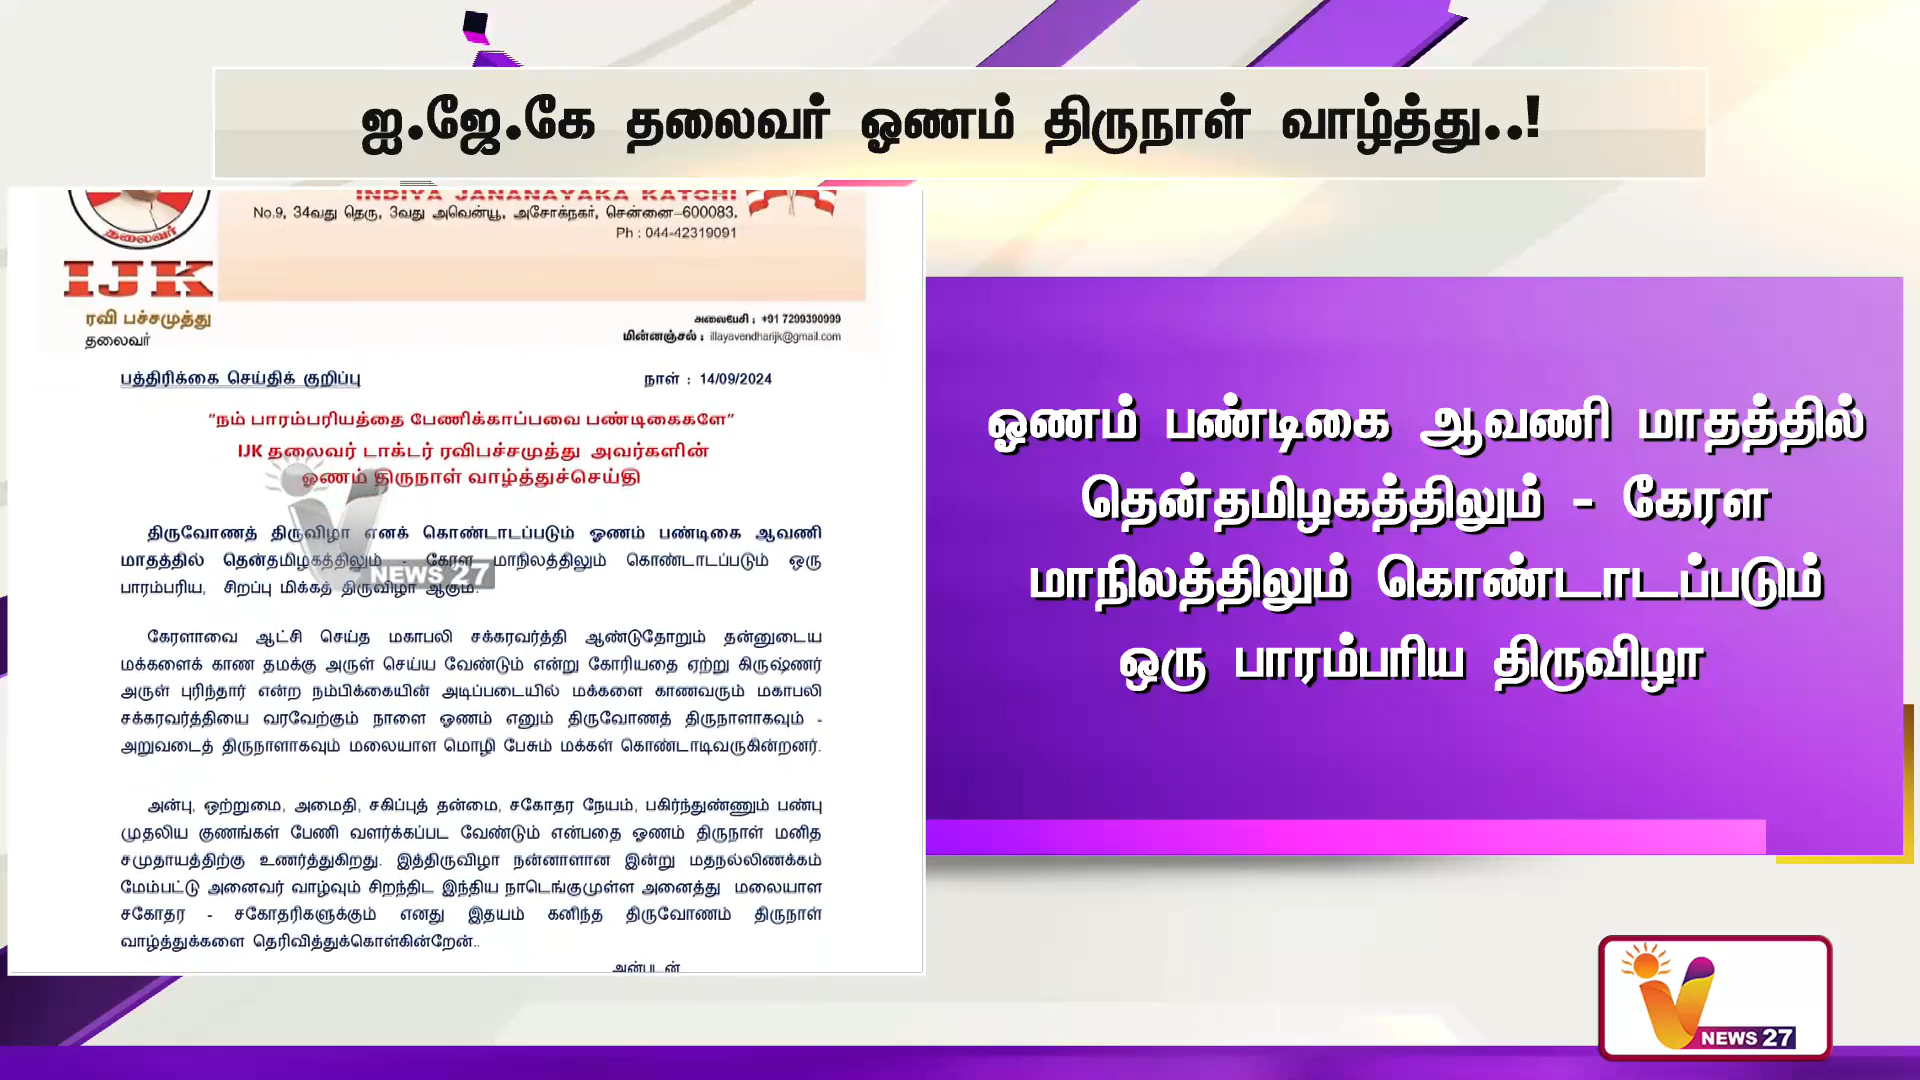 ஐ.ஜே.கே தலைவர் ஓணம் திருநாள் வாழ்த்து..!
INDIYA JANANAYAKA KATCHI
No.9, 34வது தெரு, 3வது அவென்யூ, அசோக்நகர், சென்னை-600083.
Ph : 044-42319091
தலைவர்
IJK
ரவி பச்சமுத்து
தலைவர்
அலைபேசி : +91 7299390999
மின்னஞ்சல் : illayavendharijk@gmail.com
பத்திரிக்கை செய்திக் குறிப்பு நாள் : 14/09/2024
"நம் பாரம்பரியத்தை பேணிக்காப்பவை பண்டிகைகளே"
IJK தலைவர் டாக்டர் ரவிபச்சமுத்து அவர்களின்
ஓணம் திருநாள் வாழ்த்துச்செய்தி
திருவோணத் திருவிழா எனக் கொண்டாடப்படும் ஓணம் பண்டிகை ஆவணி
மாதத்தில் தென்தமிழகத்திலும் - கேரள மாநிலத்திலும் கொண்டாடப்படும் ஒரு
பாரம்பரிய, சிறப்பு மிக்கத் திருவிழா ஆகும்.
கேரளாவை ஆட்சி செய்த மகாபலி சக்கரவர்த்தி ஆண்டுதோறும் தன்னுடைய
மக்களைக் காண தமக்கு அருள் செய்ய வேண்டும் என்று கோரியதை ஏற்று கிருஷ்ணர்
அருள் புரிந்தார் என்ற நம்பிக்கையின் அடிப்படையில் மக்களை காணவரும் மகாபலி
சக்கரவர்த்தியை வரவேற்கும் நாளை ஓணம் எனும் திருவோணத் திருநாளாகவும் -
அறுவடைத் திருநாளாகவும் மலையாள மொழி பேசும் மக்கள் கொண்டாடிவருகின்றனர்.
அன்பு, ஒற்றுமை, அமைதி, சகிப்புத் தன்மை, சகோதர நேயம், பகிர்ந்துண்ணும் பண்பு
முதலிய குணங்கள் பேணி வளர்க்கப்பட வேண்டும் என்பதை ஓணம் திருநாள் மனித
சமுதாயத்திற்கு உணர்த்துகிறது. இத்திருவிழா நன்னாளான இன்று மதநல்லிணக்கம்
மேம்பட்டு அனைவர் வாழ்வும் சிறந்திட இந்திய நாடெங்குமுள்ள அனைத்து மலையாள
சகோதர - சகோதரிகளுக்கும் எனது இதயம் கனிந்த திருவோணம் திருநாள்
வாழ்த்துக்களை தெரிவித்துக்கொள்கின்றேன்..
அன்புடன்
NEWS 27
ஓணம் பண்டிகை ஆவணி மாதத்தில்
தென்தமிழகத்திலும் - கேரள
மாநிலத்திலும் கொண்டாடப்படும்
ஒரு பாரம்பரிய திருவிழா
NEWS 27